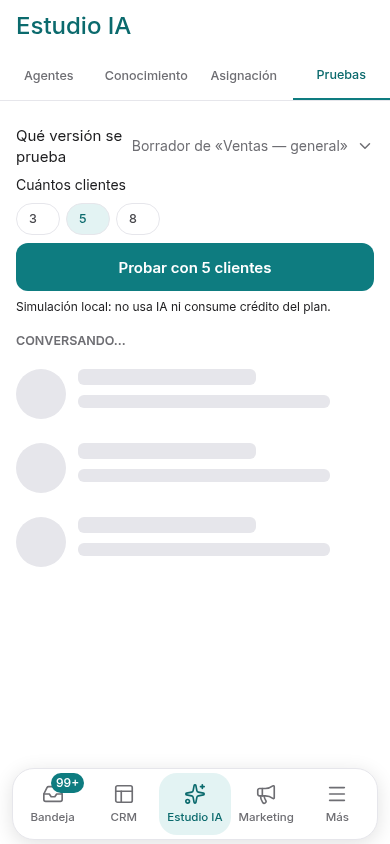 Estudio IA
Agentes
Conocimiento
Asignación
Pruebas
Qué versión se prueba
Borrador de «Ventas — general»
Cuántos clientes
3
5
8
Probar con 5 clientes
Simulación local: no usa IA ni consume crédito del plan.
CONVERSANDO...
99+
Bandeja
CRM
Estudio IA
Marketing
Más